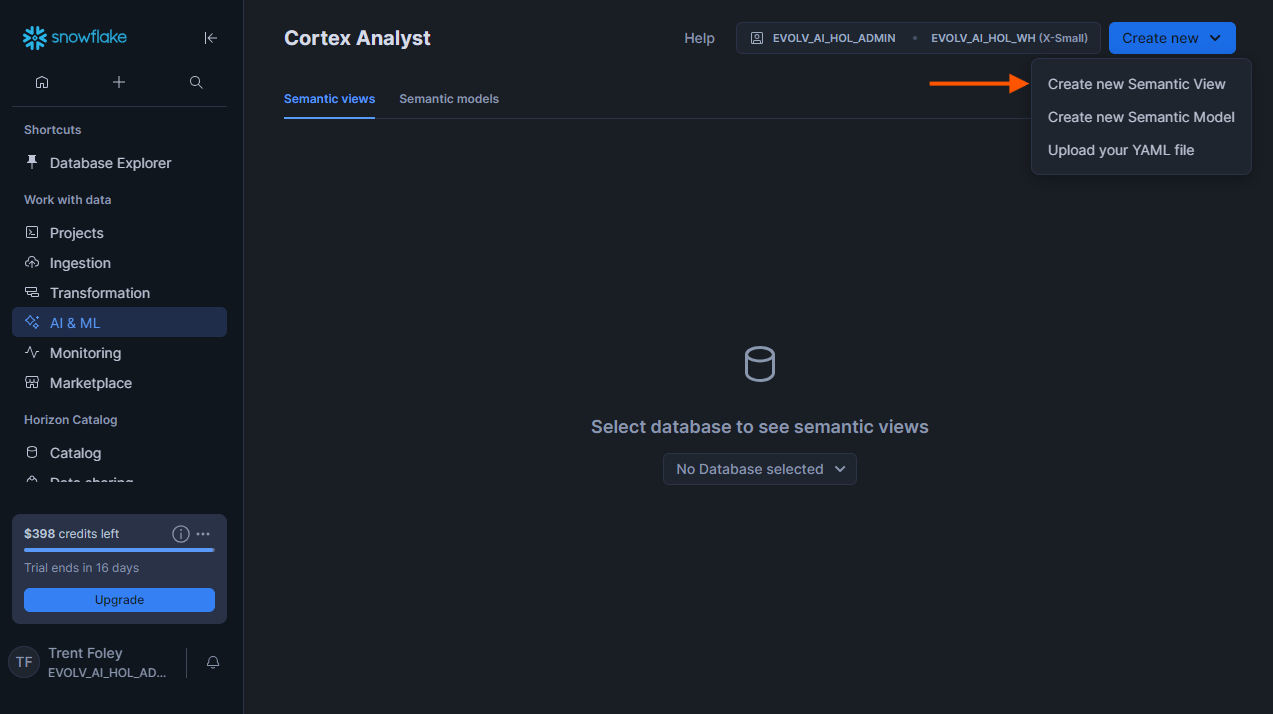 snowflake
Shortcuts
Database Explorer
Work with data
Projects
Ingestion
Transformation
AI & ML
Monitoring
Marketplace
Horizon Catalog
Catalog
Data sharing
$398 credits left
Trial ends in 16 days
Upgrade
TF
Trent Foley
EVOLV_AI_HOL_AD...
Cortex Analyst
Help
EVOLV_AI_HOL_ADMIN • EVOLV_AI_HOL_WH (X-Small)
Create new
Create new Semantic View
Create new Semantic Model
Upload your YAML file
Semantic views
Semantic models
Select database to see semantic views
No Database selected